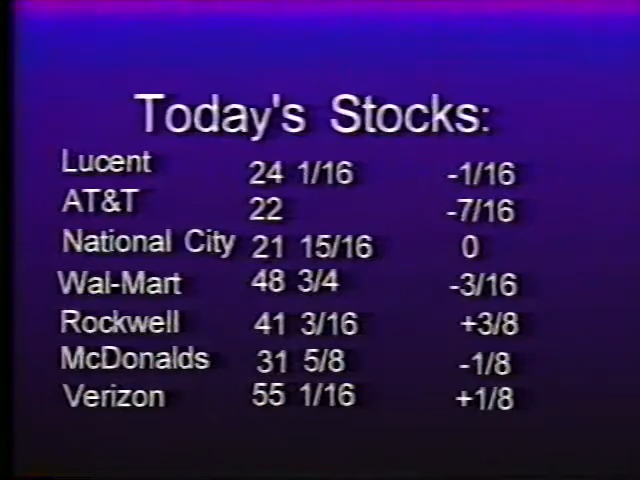 Today's Stocks:
Lucent 24 1/16 -1/16
AT&T 22 -7/16
National City 21 15/16 0
Wal-Mart 48 3/4 -3/16
Rockwell 41 3/16 +3/8
McDonalds 31 5/8 -1/8
Verizon 55 1/16 +1/8